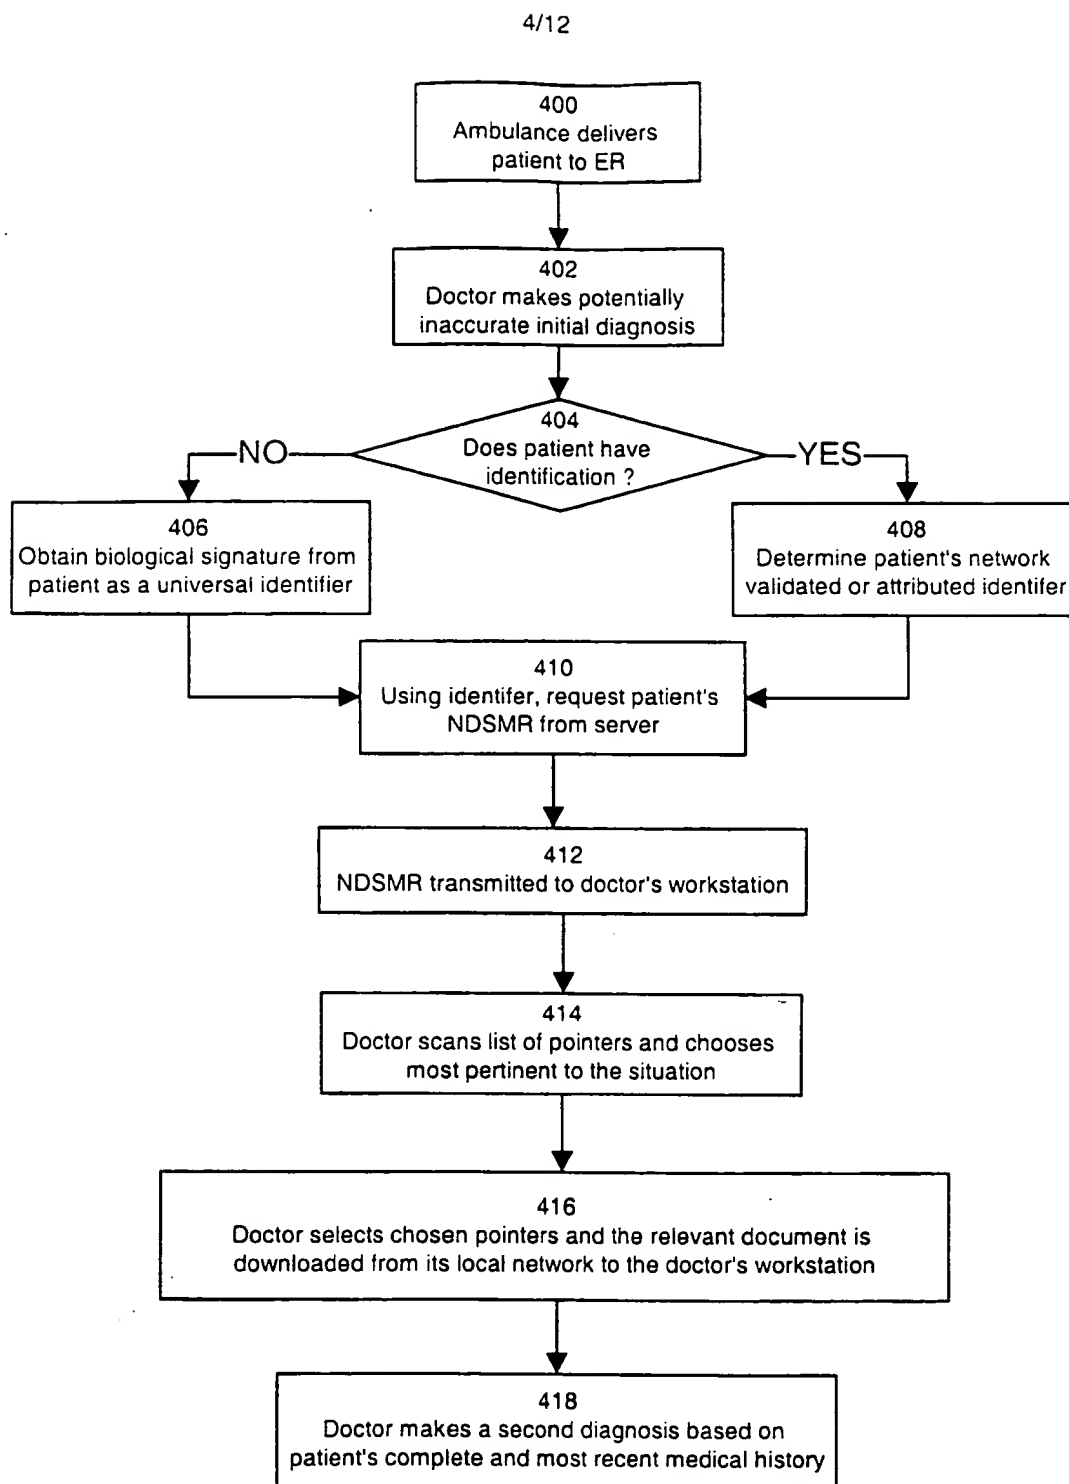 4/12
400
Ambulance delivers
patient to ER
402
Doctor makes potentially
inaccurate initial diagnosis
404
Does patient have
identification ?
NO
YES
406
Obtain biological signature from
patient as a universal identifier
408
Determine patient's network
validated or attributed identifer
410
Using identifer, request patient's
NDSMR from server
412
NDSMR transmitted to doctor's workstation
414
Doctor scans list of pointers and chooses
most pertinent to the situation
416
Doctor selects chosen pointers and the relevant document is
downloaded from its local network to the doctor's workstation
418
Doctor makes a second diagnosis based on
patient's complete and most recent medical history